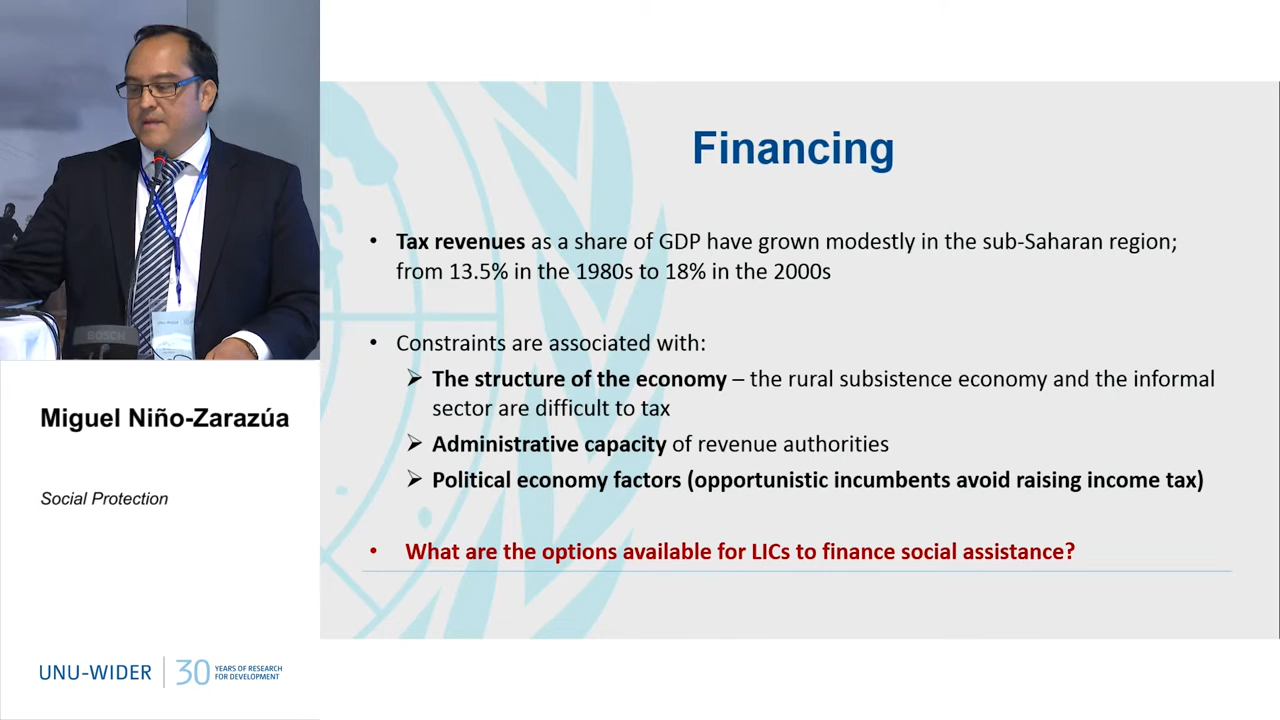 Financing
• Tax revenues as a share of GDP have grown modestly in the sub-Saharan region;
from 13.5% in the 1980s to 18% in the 2000s
• Constraints are associated with:
➢ The structure of the economy – the rural subsistence economy and the informal
sector are difficult to tax
➢ Administrative capacity of revenue authorities
➢ Political economy factors (opportunistic incumbents avoid raising income tax)
• What are the options available for LICs to finance social assistance?
BOSCH
Miguel Niño-Zarazúa
Social Protection
UNU-WIDER
30 YEARS OF RESEARCH
FOR DEVELOPMENT